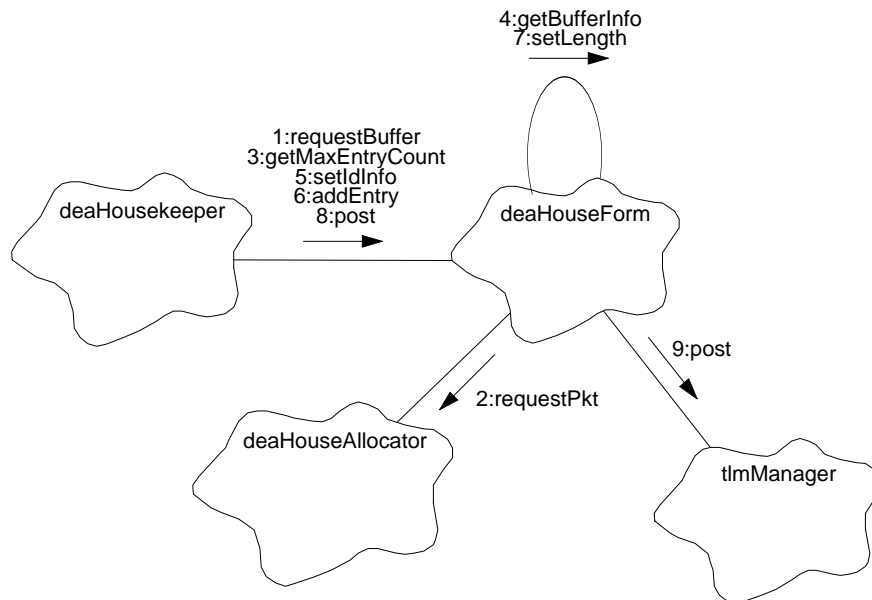 4:getBufferInfo
7:setLength
1:requestBuffer
3:getMaxEntryCount
5:setIdInfo
6:addEntry
8:post
deaHousekeeper
deaHouseForm
9:post
2:requestPkt
deaHouseAllocator
tlmManager